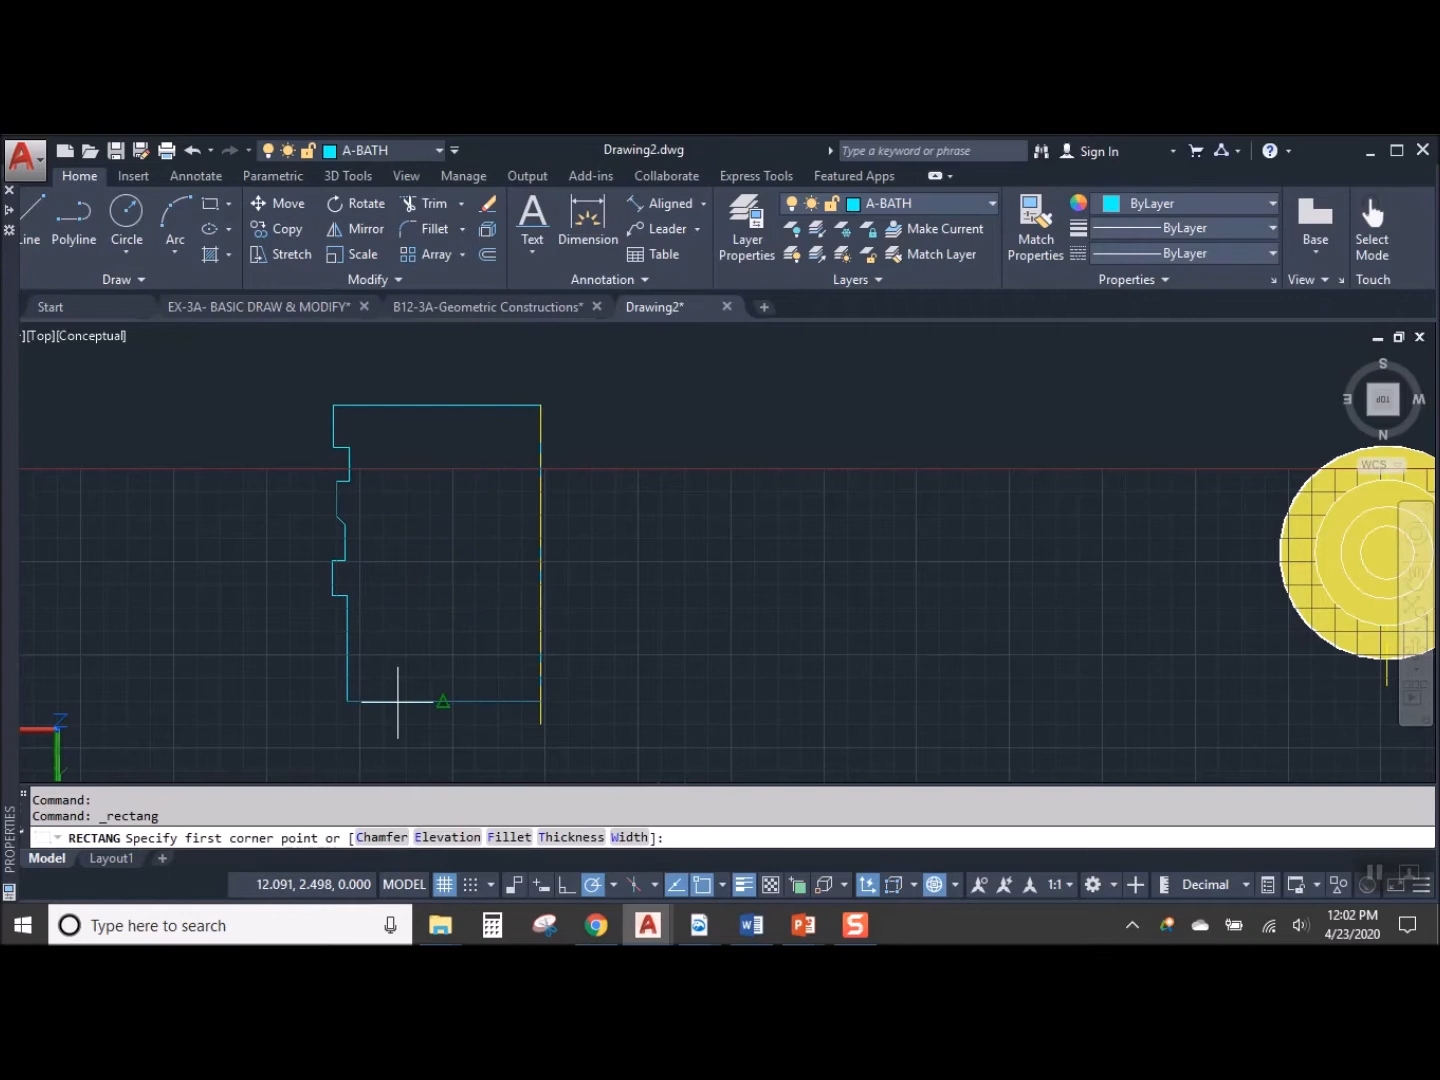 A-BATH
Drawing2.dwg
Type a keyword or phrase
Sign In
Home Insert Annotate Parametric 3D Tools View Manage Output Add-ins Collaborate Express Tools Featured Apps
Line Polyline Circle Arc
Move Rotate Trim
Copy Mirror Fillet
Stretch Scale Array
Text Dimension
Aligned
Leader
Table
Layer Properties
A-BATH
Make Current
Match Layer
Match Properties
ByLayer
ByLayer
ByLayer
Base
Select Mode
Draw Modify Annotation Layers Properties View Touch
Start EX-3A- BASIC DRAW & MODIFY* B12-3A-Geometric Constructions* Drawing2*
][Top][Conceptual]
S
E TOP W
N
WCS
Z
Command:
Command: _rectang
RECTANG Specify first corner point or [Chamfer Elevation Fillet Thickness Width]:
PROPERTIES
Model Layout1
12.091, 2.498, 0.000 MODEL 1:1 Decimal
Type here to search
12:02 PM
4/23/2020